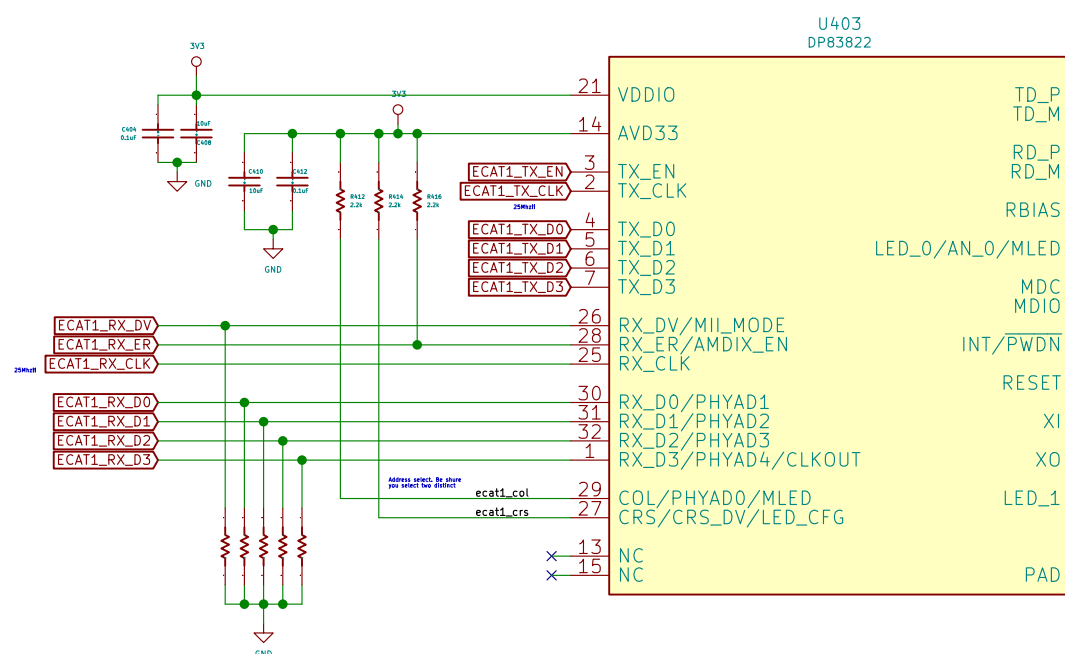 U403
DP83822
3V3
3V3
C404
0.1uF
10uF
C408
GND
C410
10uF
C412
0.1uF
GND
R412
2.2k
R414
2.2k
R416
2.2k
21
VDDIO
14
AVD33
3
TX_EN
2
TX_CLK
4
TX_D0
5
TX_D1
6
TX_D2
7
TX_D3
26
RX_DV/MII_MODE
28
RX_ER/AMDIX_EN
25
RX_CLK
30
RX_D0/PHYAD1
31
RX_D1/PHYAD2
32
RX_D2/PHYAD3
1
RX_D3/PHYAD4/CLKOUT
29
COL/PHYAD0/MLED
27
CRS/CRS_DV/LED_CFG
13
NC
15
NC
TD_P
TD_M
RD_P
RD_M
RBIAS
LED_0/AN_0/MLED
MDC
MDIO
INT/PWDN
RESET
XI
XO
LED_1
PAD
ECAT1_TX_EN
ECAT1_TX_CLK
25Mhz!!
ECAT1_TX_D0
ECAT1_TX_D1
ECAT1_TX_D2
ECAT1_TX_D3
ECAT1_RX_DV
ECAT1_RX_ER
ECAT1_RX_CLK
25Mhz!!
ECAT1_RX_D0
ECAT1_RX_D1
ECAT1_RX_D2
ECAT1_RX_D3
Address select. Be shure
you select two distinct
ecat1_col
ecat1_crs
GND